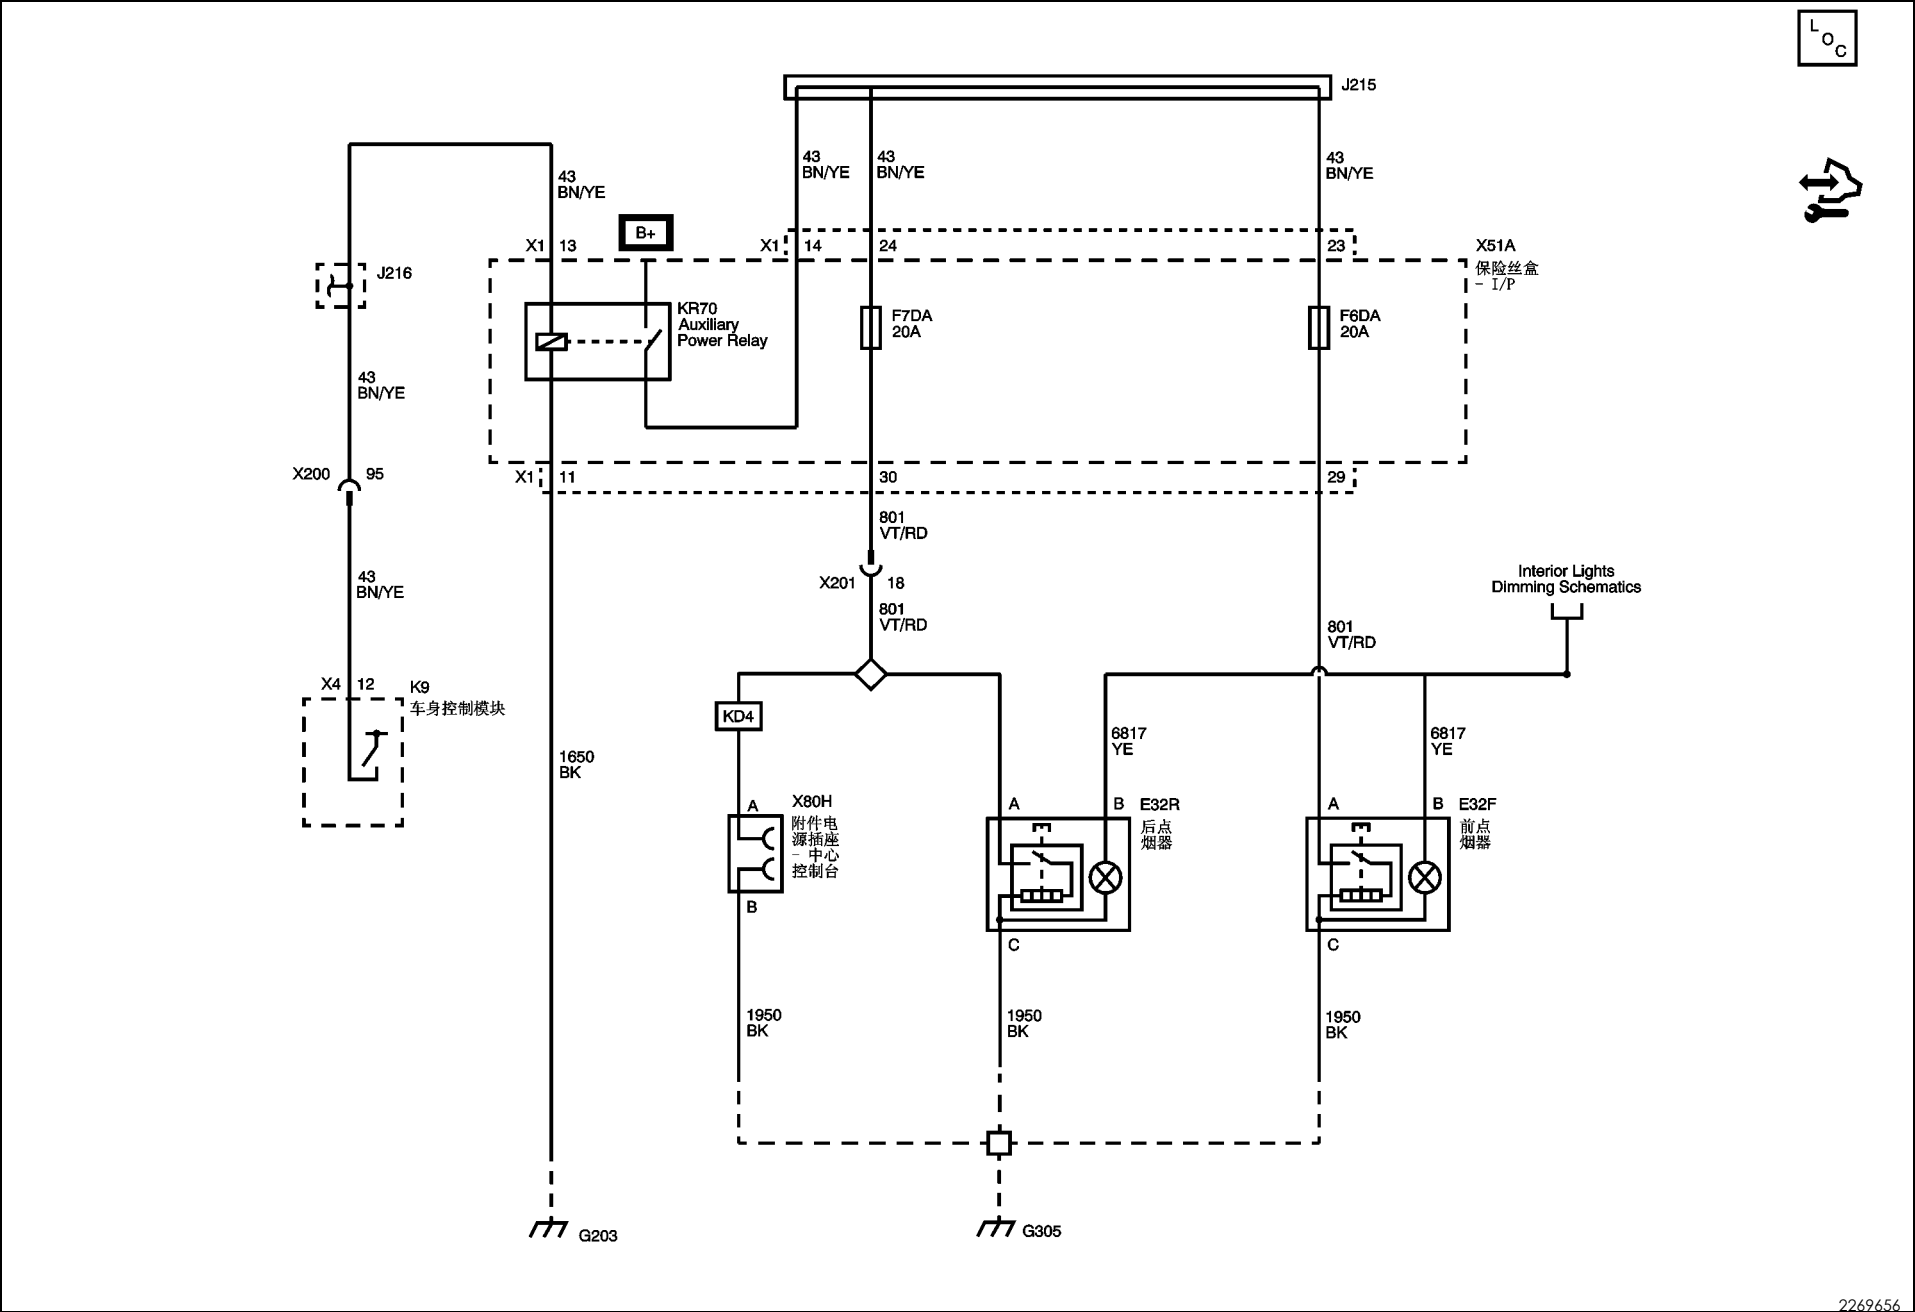 L
O
C
J215
43
BN/YE
43
BN/YE
43
BN/YE
43
BN/YE
B+
X1 13
X1 14
24
23
X51A
保险丝盒
- I/P
J216
KR70
Auxiliary
Power Relay
F7DA
20A
F6DA
20A
43
BN/YE
X200 95
X1 11
30
29
801
VT/RD
X201 18
43
BN/YE
801
VT/RD
Interior Lights
Dimming Schematics
801
VT/RD
X4 12
K9
车身控制模块
KD4
6817
YE
6817
YE
1650
BK
A
X80H
附件电
源插座
- 中心
控制台
B
A
B
E32R
后点
烟器
C
A
B
E32F
前点
烟器
C
1950
BK
1950
BK
1950
BK
G203
G305
2269656